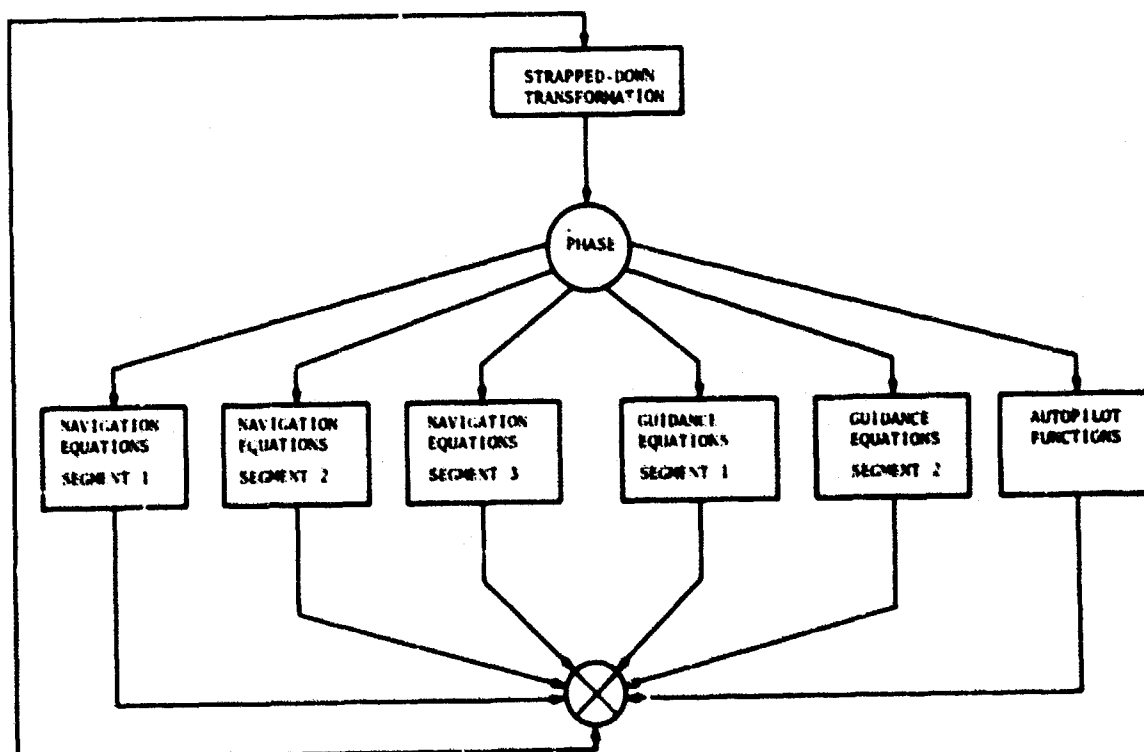 STRAPPED-DOWN
TRANSFORMATION
PHASE
NAVIGATION
EQUATIONS
SEGMENT 1
NAVIGATION
EQUATIONS
SEGMENT 2
NAVIGATION
EQUATIONS
SEGMENT 3
GUIDANCE
EQUATIONS
SEGMENT 1
GUIDANCE
EQUATIONS
SEGMENT 2
AUTOPILOT
FUNCTIONS